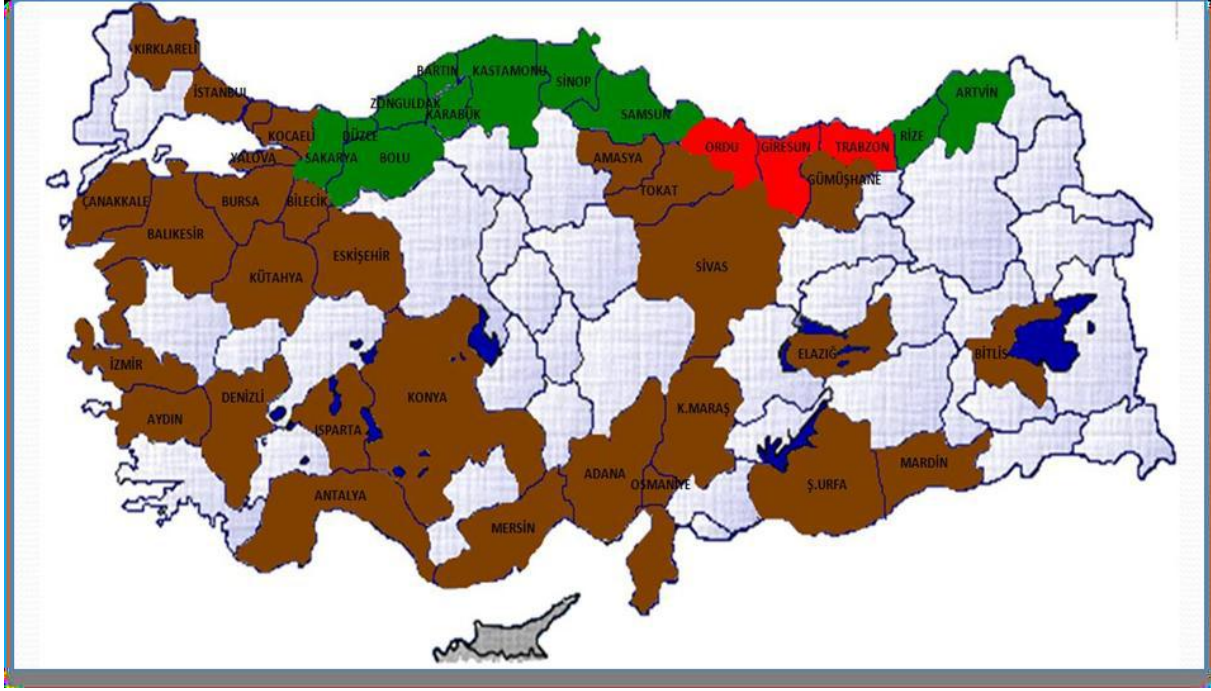 KIRKLARELİ
İSTANBUL
KOCAELİ
YALOVA
SAKARYA
DÜZCE
BOLU
ZONGULDAK
BARTIN
KARABÜK
KASTAMONU
SİNOP
SAMSUN
AMASYA
TOKAT
ORDU
GİRESUN
TRABZON
GÜMÜŞHANE
RİZE
ARTVİN
ÇANAKKALE
BURSA
BİLECİK
BALIKESİR
KÜTAHYA
ESKİŞEHİR
SİVAS
İZMİR
AYDIN
DENİZLİ
ISPARTA
KONYA
ANTALYA
MERSİN
ADANA
OSMANİYE
K.MARAŞ
ELAZIĞ
BİTLİS
Ş.URFA
MARDİN